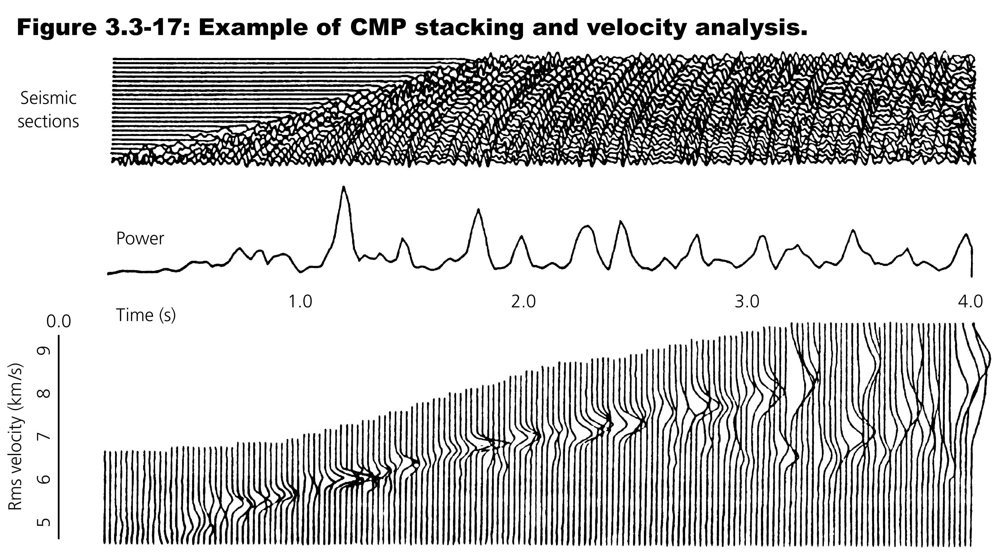 Figure 3.3-17: Example of CMP stacking and velocity analysis.
Seismic
sections
Power
1.0 2.0 3.0 4.0
Time (s)
0.0
9
8
7
6
5
Rms velocity (km/s)